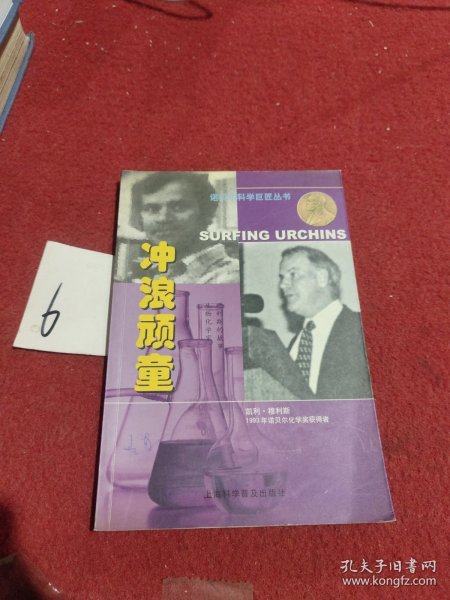 6
诺贝尔科学巨匠丛书
SURFING URCHINS
冲浪顽童
凯利·穆利斯
1993年诺贝尔化学奖获得者
上海科学普及出版社
孔夫子旧书网
www.kongfz.com